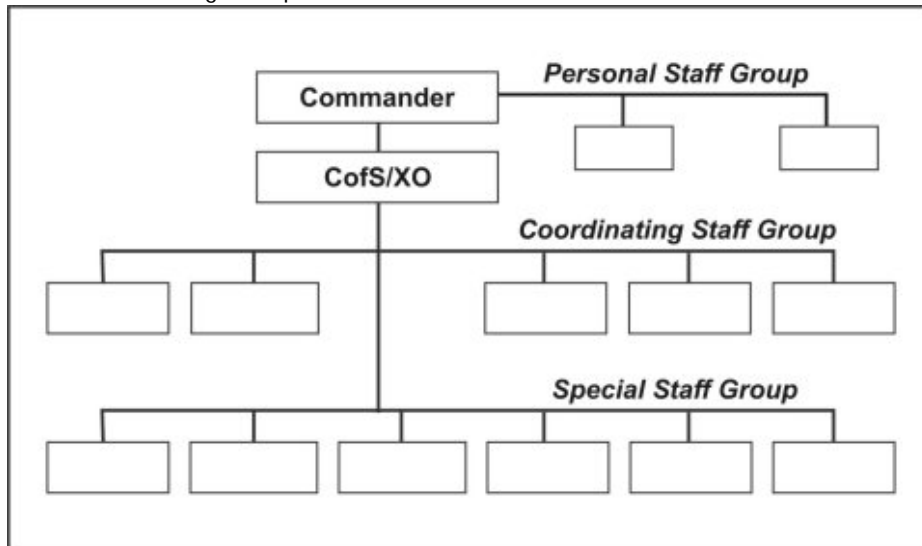 Personal Staff Group
Commander
CofS/XO
Coordinating Staff Group
Special Staff Group